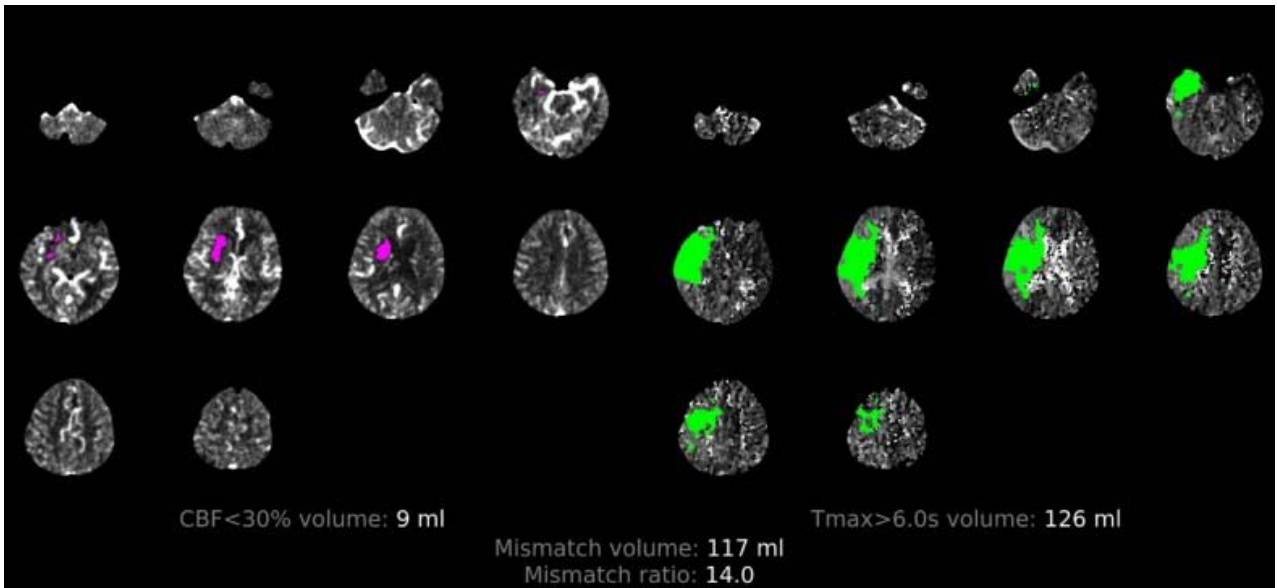 CBF<30% volume: 9 ml
Tmax>6.0s volume: 126 ml
Mismatch volume: 117 ml
Mismatch ratio: 14.0